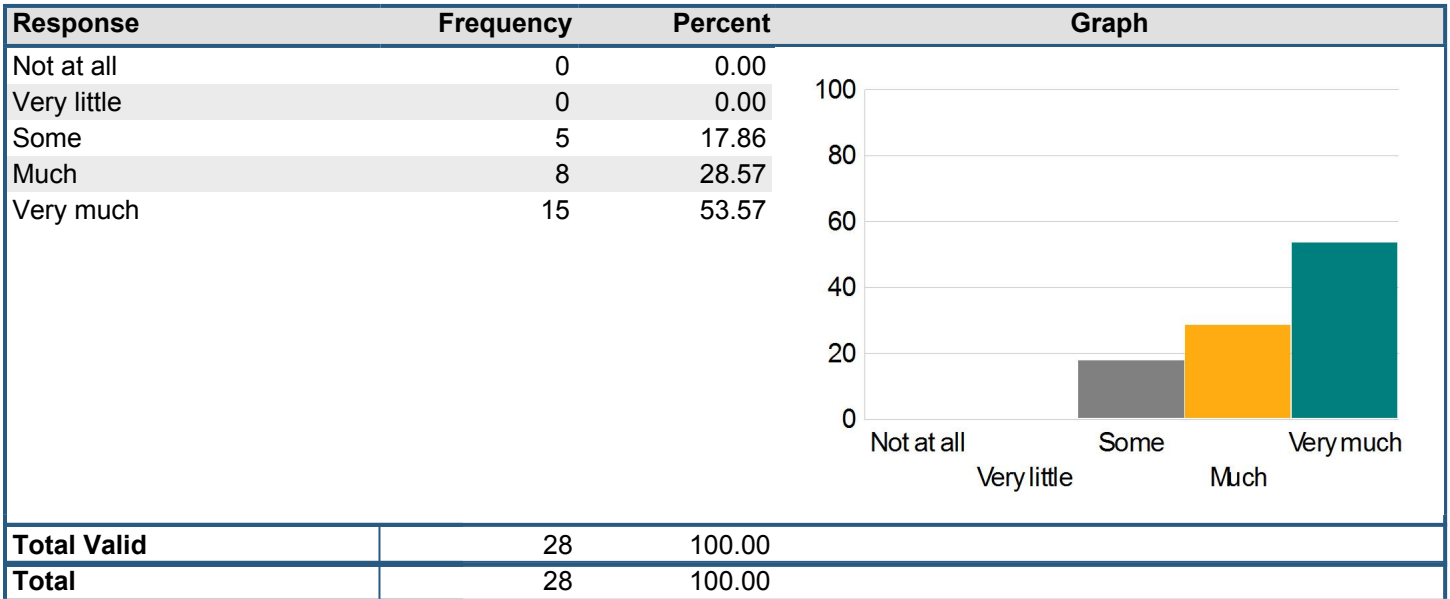 Response Frequency Percent Graph
Not at all 0 0.00
Very little 0 0.00
Some 5 17.86
Much 8 28.57
Very much 15 53.57
100
80
60
40
20
0
Not at all Some Very much
Very little Much
Total Valid 28 100.00
Total 28 100.00